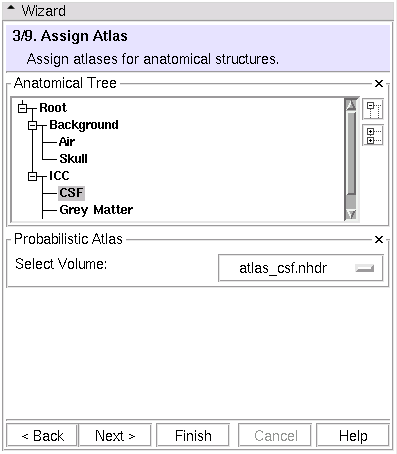 Wizard
3/9. Assign Atlas
Assign atlases for anatomical structures.
Anatomical Tree
Root
Background
Air
Skull
ICC
CSF
Grey Matter
Probabilistic Atlas
Select Volume:
atlas_csf.nhdr
< Back Next > Finish Cancel Help